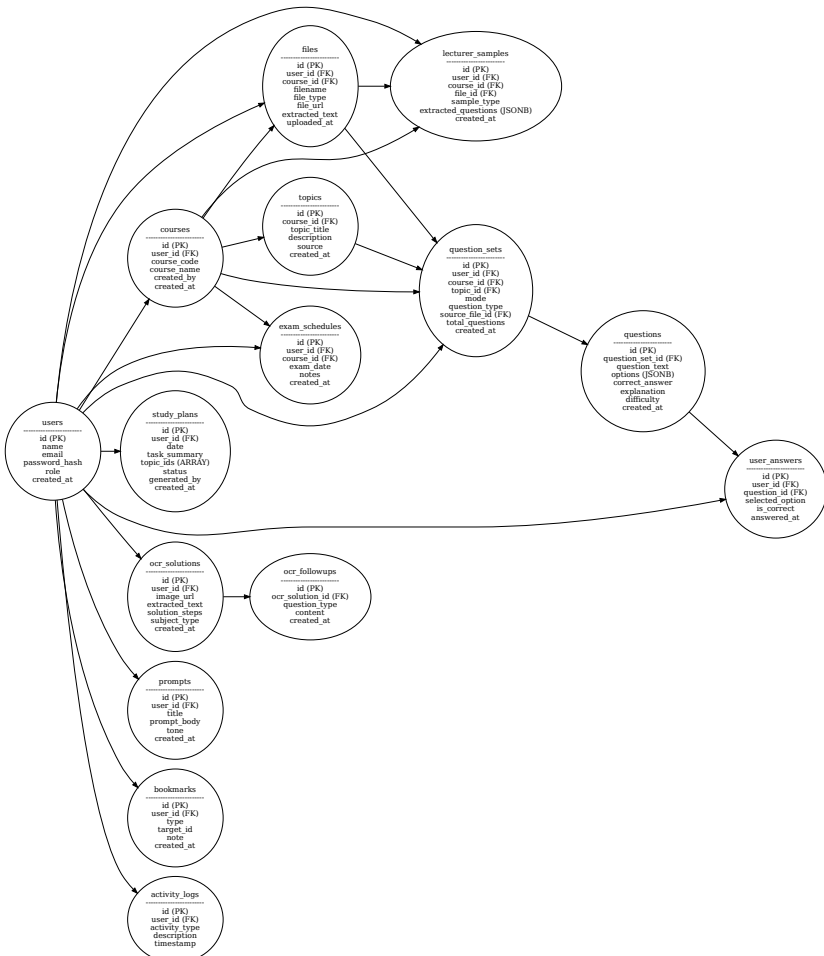 files
------------------------
id (PK)
user_id (FK)
course_id (FK)
filename
file_type
file_url
extracted_text
uploaded_at
lecturer_samples
------------------------
id (PK)
user_id (FK)
course_id (FK)
file_id (FK)
sample_type
extracted_questions (JSONB)
created_at
courses
------------------------
id (PK)
user_id (FK)
course_code
course_name
created_by
created_at
topics
------------------------
id (PK)
course_id (FK)
topic_title
description
source
created_at
question_sets
------------------------
id (PK)
user_id (FK)
course_id (FK)
topic_id (FK)
mode
question_type
source_file_id (FK)
total_questions
created_at
exam_schedules
------------------------
id (PK)
user_id (FK)
course_id (FK)
exam_date
notes
created_at
questions
------------------------
id (PK)
question_set_id (FK)
question_text
options (JSONB)
correct_answer
explanation
difficulty
created_at
users
------------------------
id (PK)
name
email
password_hash
role
created_at
study_plans
------------------------
id (PK)
user_id (FK)
date
task_summary
topic_ids (ARRAY)
status
generated_by
created_at
user_answers
------------------------
id (PK)
user_id (FK)
question_id (FK)
selected_option
is_correct
answered_at
ocr_solutions
------------------------
id (PK)
user_id (FK)
image_url
extracted_text
solution_steps
subject_type
created_at
ocr_followups
------------------------
id (PK)
ocr_solution_id (FK)
question_type
content
created_at
prompts
------------------------
id (PK)
user_id (FK)
title
prompt_body
tone
created_at
bookmarks
------------------------
id (PK)
user_id (FK)
type
target_id
note
created_at
activity_logs
------------------------
id (PK)
user_id (FK)
activity_type
description
timestamp